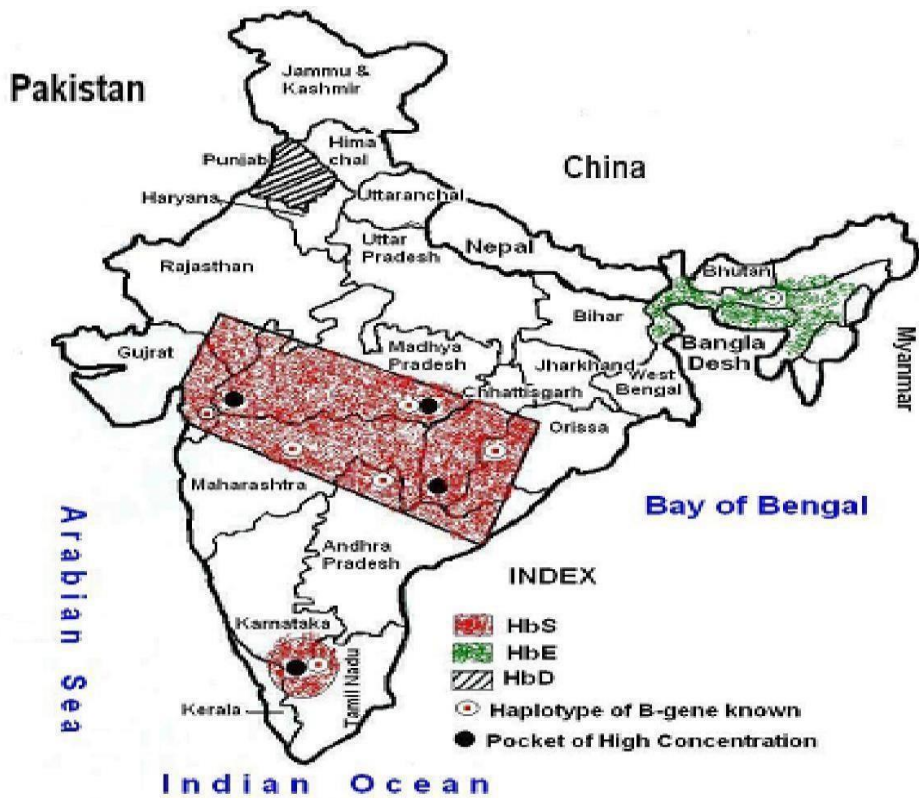 Pakistan
Jammu &
Kashmir
Hima
chal
Punjab
China
Haryana
Uttaranchal
Nepal
Uttar
Pradesh
Rajasthan
Bhutan
Bihar
Bangla
Desh
Myanmar
Gujrat
Madhya
Pradesh
Jharkhand
West
Bengal
Chhattisgarh
Orissa
Maharashtra
Bay of Bengal
Arabian Sea
Andhra
Pradesh
INDEX
Karnataka
HbS
HbE
HbD
Tamil Nadu
Kerala
Haplotype of B-gene known
Pocket of High Concentration
Indian Ocean